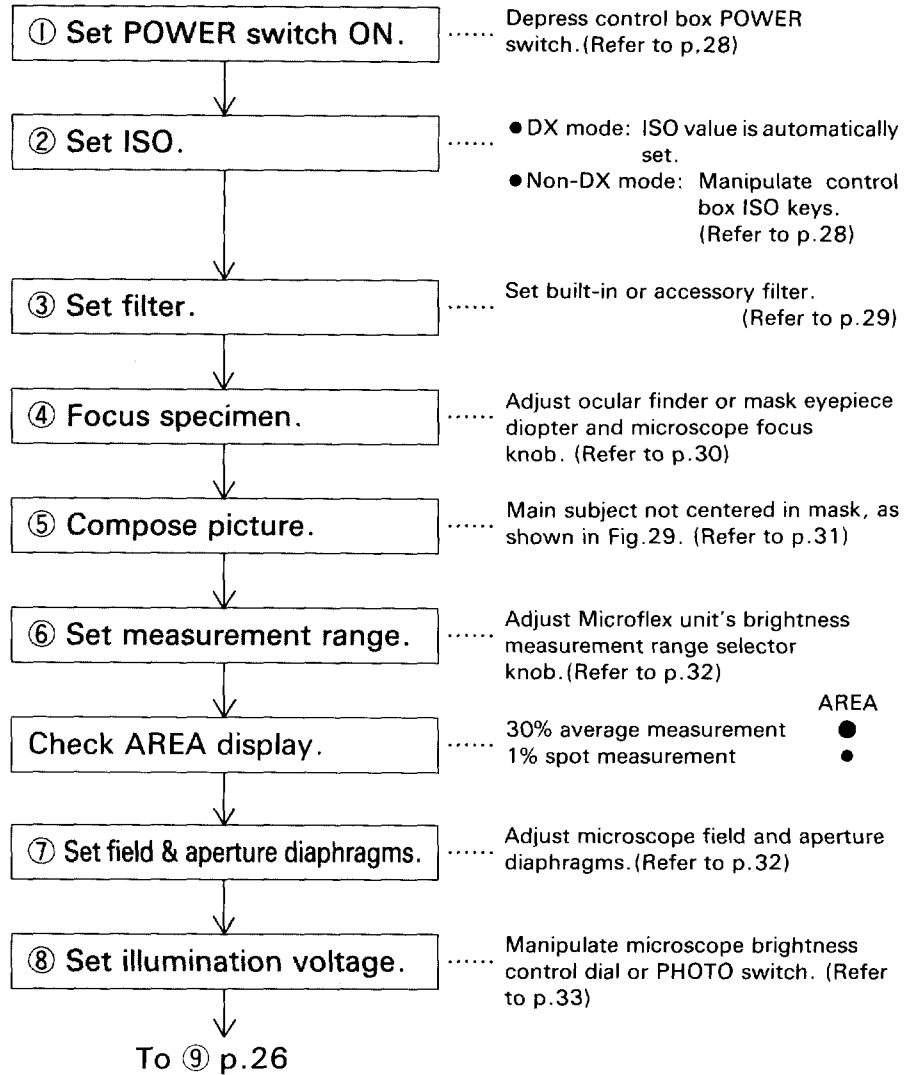 ① Set POWER switch ON.
...... Depress control box POWER
switch.(Refer to p.28)
② Set ISO.
...... ● DX mode: ISO value is automatically
set.
● Non-DX mode: Manipulate control
box ISO keys.
(Refer to p.28)
③ Set filter.
...... Set built-in or accessory filter.
(Refer to p.29)
④ Focus specimen.
...... Adjust ocular finder or mask eyepiece
diopter and microscope focus
knob. (Refer to p.30)
⑤ Compose picture.
...... Main subject not centered in mask, as
shown in Fig.29. (Refer to p.31)
⑥ Set measurement range.
...... Adjust Microflex unit's brightness
measurement range selector
knob.(Refer to p.32)
AREA
Check AREA display.
...... 30% average measurement ●
1% spot measurement ●
⑦ Set field & aperture diaphragms.
...... Adjust microscope field and aperture
diaphragms.(Refer to p.32)
⑧ Set illumination voltage.
...... Manipulate microscope brightness
control dial or PHOTO switch. (Refer
to p.33)
To ⑨ p.26